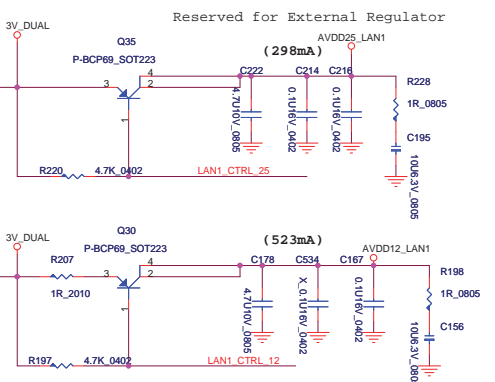 Reserved for External Regulator
3V_DUAL
Q35
AVDD25_LAN1
P-BCP69_SOT223
(298mA)
4
3
2
C222
C214
C216
R228
1
4.7U10V_0805
0.1U16V_0402
0.1U16V_0402
1R_0805
C195
10U6.3V_0805
R220
4.7K_0402
LAN1_CTRL_25
3V_DUAL
Q30
P-BCP69_SOT223
(523mA)
AVDD12_LAN1
R207
4
3
2
C178
C534
C167
R198
1R_2010
1
4.7U10V_0805
X_0.1U16V_0402
0.1U16V_0402
1R_0805
C156
10U6.3V_080
R197
4.7K_0402
LAN1_CTRL_12